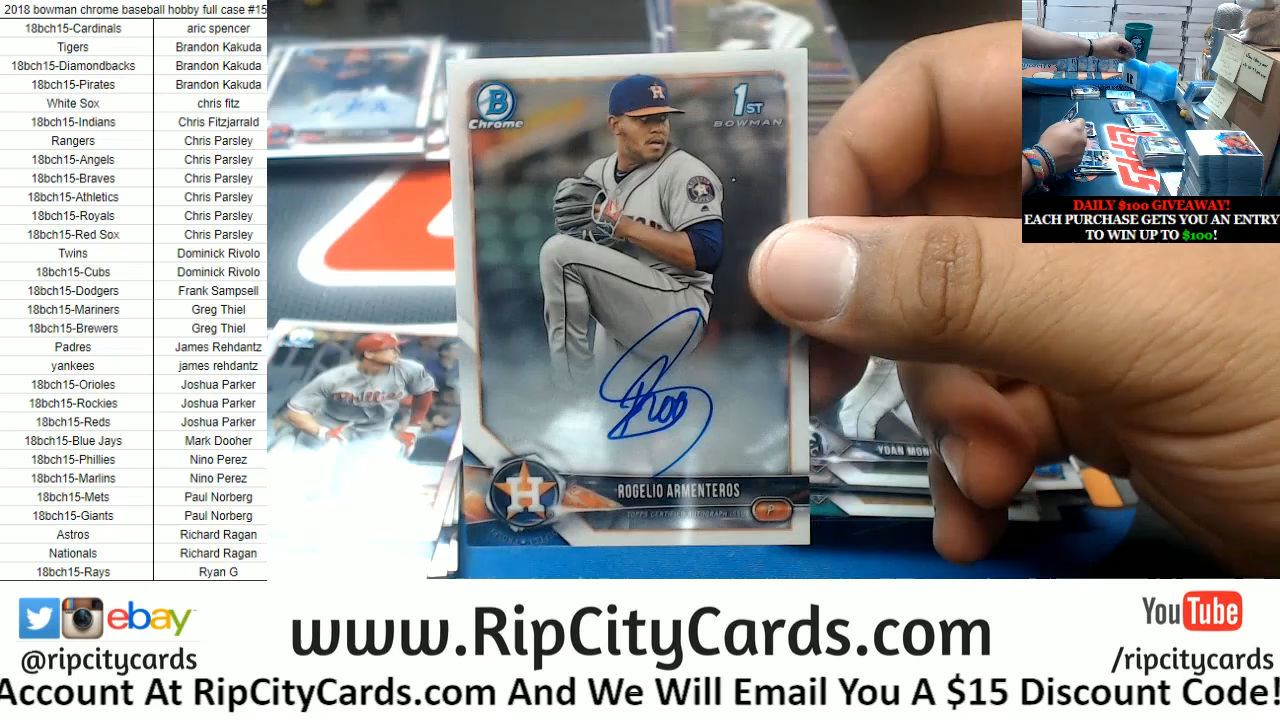 2018 bowman chrome baseball hobby full case #15
18bch15-Cardinals aric spencer
Tigers Brandon Kakuda
18bch15-Diamondbacks Brandon Kakuda
18bch15-Pirates Brandon Kakuda
White Sox chris fitz
18bch15-Indians Chris Fitzjarrald
Rangers Chris Parsley
18bch15-Angels Chris Parsley
18bch15-Braves Chris Parsley
18bch15-Athletics Chris Parsley
18bch15-Royals Chris Parsley
18bch15-Red Sox Chris Parsley
Twins Dominick Rivolo
18bch15-Cubs Dominick Rivolo
18bch15-Dodgers Frank Sampsell
18bch15-Mariners Greg Thiel
18bch15-Brewers Greg Thiel
Padres James Rehdantz
yankees james rehdantz
18bch15-Orioles Joshua Parker
18bch15-Rockies Joshua Parker
18bch15-Reds Joshua Parker
18bch15-Blue Jays Mark Dooher
18bch15-Phillies Nino Perez
18bch15-Marlins Nino Perez
18bch15-Mets Paul Norberg
18bch15-Giants Paul Norberg
Astros Richard Ragan
Nationals Richard Ragan
18bch15-Rays Ryan G
B
Chrome
1ST
BOWMAN
H
H
ROGELIO ARMENTEROS
TOPPS CERTIFIED AUTOGRAPH ISSUE
P
Phillies
YOAN MON
TOPPS
DAILY $100 GIVEAWAY!
EACH PURCHASE GETS YOU AN ENTRY
TO WIN UP TO $100!
ebay
@ripcitycards
www.RipCityCards.com
YouTube
/ripcitycards
Account At RipCityCards.com And We Will Email You A $15 Discount Code!